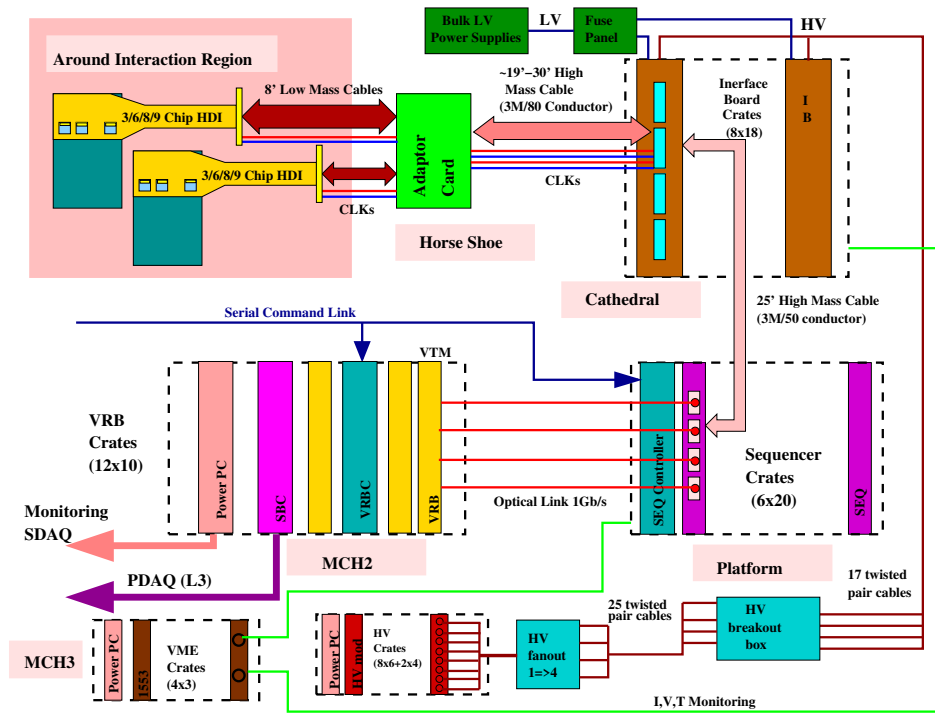 Bulk LV
Power Supplies
LV
Fuse
Panel
HV
Around Interaction Region
8’ Low Mass Cables
~19’−30’ High
Mass Cable
(3M/80 Conductor)
Inerface
Board
Crates
(8x18)
I
B
3/6/8/9 Chip HDI
3/6/8/9 Chip HDI
Adaptor
Card
CLKs
CLKs
Horse Shoe
Cathedral
25’ High Mass Cable
(3M/50 conductor)
Serial Command Link
VTM
VRB
Crates
(12x10)
Power PC
SBC
VRBC
VRB
Optical Link 1Gb/s
SEQ Controller
Sequencer
Crates
(6x20)
SEQ
Monitoring
SDAQ
MCH2
Platform
PDAQ (L3)
17 twisted
pair cables
25 twisted
pair cables
MCH3
Power PC
1553
VME
Crates
(4x3)
Power PC
HV mod
HV
Crates
(8x6+2x4)
HV
fanout
1=>4
HV
breakout
box
I,V,T Monitoring